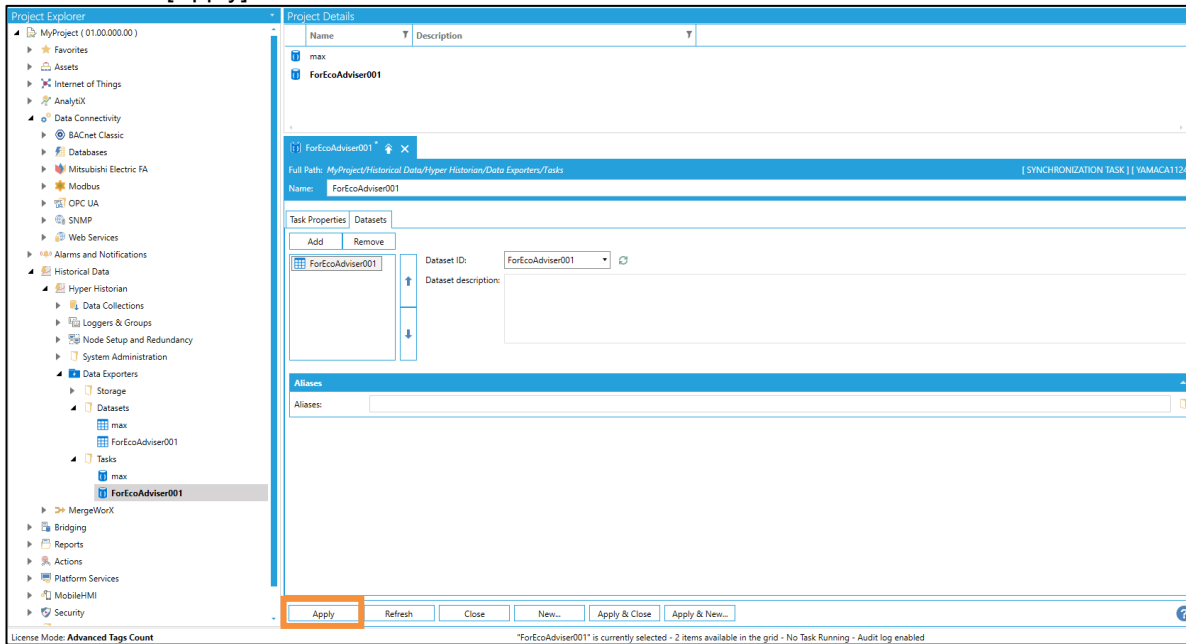 Project Explorer
MyProject ( 01.00.000.00 )
Favorites
Assets
Internet of Things
AnalytiX
Data Connectivity
BACnet Classic
Databases
Mitsubishi Electric FA
Modbus
OPC UA
SNMP
Web Services
Alarms and Notifications
Historical Data
Hyper Historian
Data Collections
Loggers & Groups
Node Setup and Redundancy
System Administration
Data Exporters
Storage
Datasets
max
ForEcoAdviser001
Tasks
max
ForEcoAdviser001
MergeWorX
Bridging
Reports
Actions
Platform Services
MobileHMI
Security
Project Details
Name Description
max
ForEcoAdviser001
ForEcoAdviser001 *
Full Path: MyProject/Historical Data/Hyper Historian/Data Exporters/Tasks [ SYNCHRONIZATION TASK ] [ YAMACA1124
Name: ForEcoAdviser001
Task Properties Datasets
Add Remove
ForEcoAdviser001
Dataset ID: ForEcoAdviser001
Dataset description:
Aliases
Aliases:
Apply Refresh Close New... Apply & Close Apply & New...
License Mode: Advanced Tags Count "ForEcoAdviser001" is currently selected - 2 items available in the grid - No Task Running - Audit log enabled